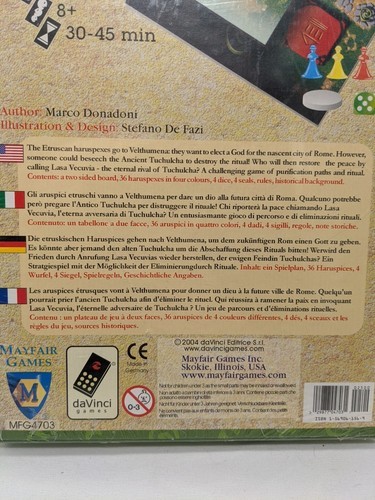 8+
30-45 min
Author: Marco Donadoni
Illustration & Design: Stefano De Fazi
The Etruscan haruspexes go to Velthumena: they want to elect a God for the nascent city of Rome. However,
someone could beseech the Ancient Tuchulcha to destroy the ritual! Who will then restore the peace by
calling Lasa Vecuvia - the eternal rival of Tuchulcha? A challenging game of purification paths and ritual.
Contents: a two sided board, 36 haruspexes in four colours, 4 dice, 4 seals, rules, historical background.
Gli aruspici etruschi vanno a Velthumena per dare un dio alla futura città di Roma. Qualcuno potrebbe
però pregare l'Antico Tuchulcha per distruggere il rituale! Chi riporterà la pace chiamando Lasa
Vecuvia, l'eterna avversaria di Tuchulcha? Un entusiasmante gioco di percorso e di eliminazioni rituali.
Contenuto: un tabellone a due facce, 36 aruspici in quattro colori, 4 dadi, 4 sigilli, regole, note storiche.
Die etruskischen Haruspices gehen nach Velthumena, um dem zukünftigen Rom einen Gott zu geben.
Es könnte aber jemand den alten Tuchulcha um die Abschaffung dieses Rituals bitten! Wer wird den
Frieden durch Anrufung Lasa Vecuvias wieder herstellen, der ewigen Feindin Tuchulchas? Ein
Strategiespiel mit der Möglichkeit der Eliminierung durch Rituale. Inhalt: ein Spielplan, 36 Haruspices, 4
Würfel, 4 Siegel, Spielregeln, Geschichtliche Angaben.
Les aruspices étrusques vont à Velthumena pour donner un dieu à la future ville de Rome. Quelqu'un
pourrait prier l'ancien Tuchulcha afin d'éliminer le rituel. Qui réussira à ramener la paix en invoquant
Lasa Vecuvia, l'éternelle adversaire de Tuchulcha ? Un jeu de parcours et d'éliminations rituelles.
Contenu : un plateau de jeu à deux faces, 36 aruspices de 4 couleurs différentes, 4 dés, 4 sceaux et les
règles du jeu, sources historiques.
MAYFAIR
GAMES
M
MFG4703
daVinci
games
CE
Made in
Germany
0-3
© 2004 daVinci Editrice S.r.l.
www.davincigames.com
Mayfair Games Inc.
Skokie, Illinois, USA
www.mayfairgames.com